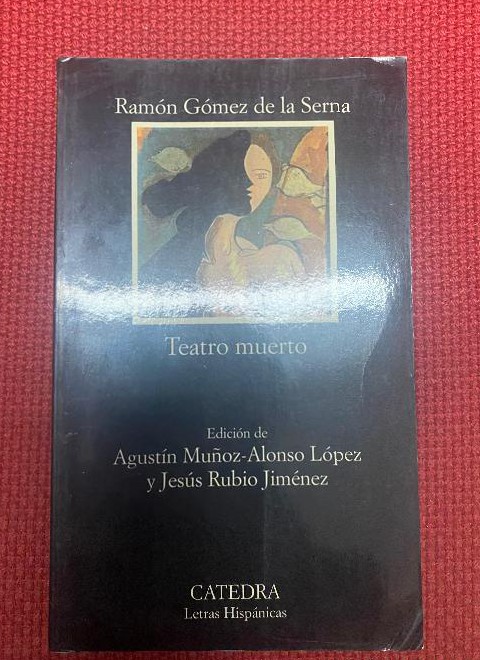 Ramón Gómez de la Serna
Teatro muerto
Edición de
Agustín Muñoz-Alonso López
y Jesús Rubio Jiménez
CATEDRA
Letras Hispánicas